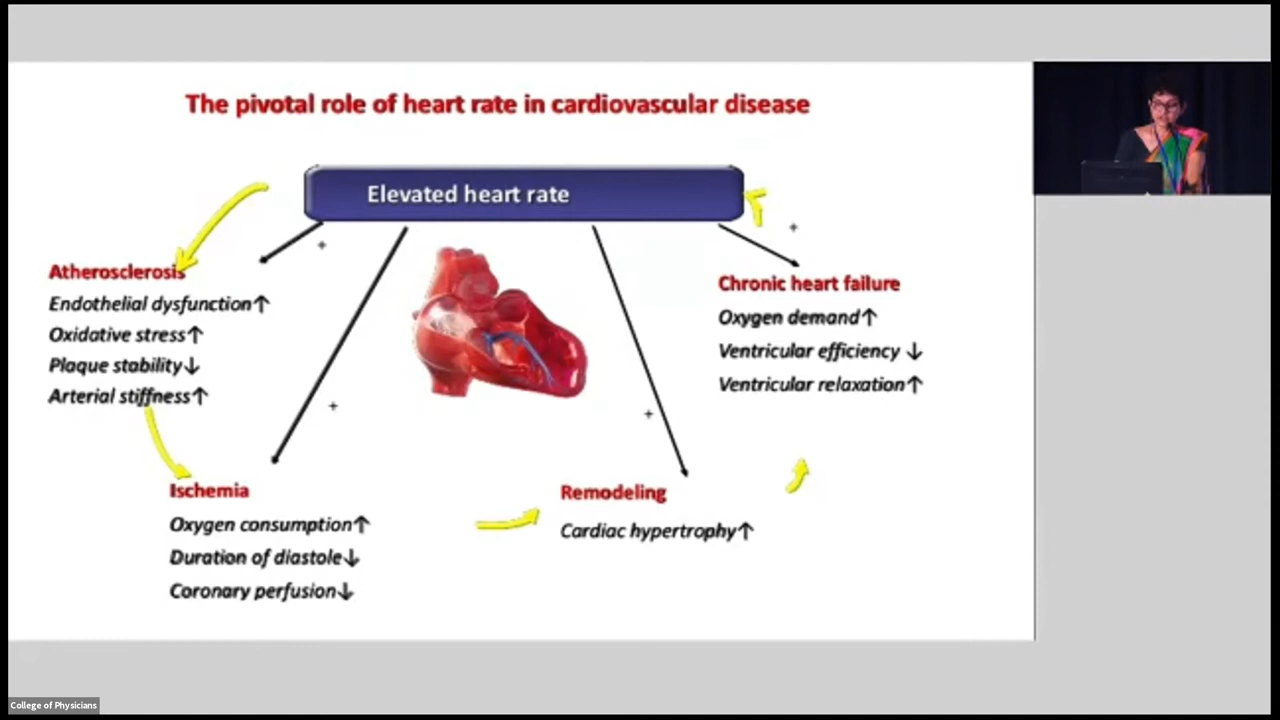 The pivotal role of heart rate in cardiovascular disease
Elevated heart rate
Atherosclerosis
Endothelial dysfunction↑
Oxidative stress↑
Plaque stability↓
Arterial stiffness↑
Ischemia
Oxygen consumption↑
Duration of diastole↓
Coronary perfusion↓
Remodeling
Cardiac hypertrophy↑
Chronic heart failure
Oxygen demand↑
Ventricular efficiency ↓
Ventricular relaxation↑
+
+
+
+
College of Physicians